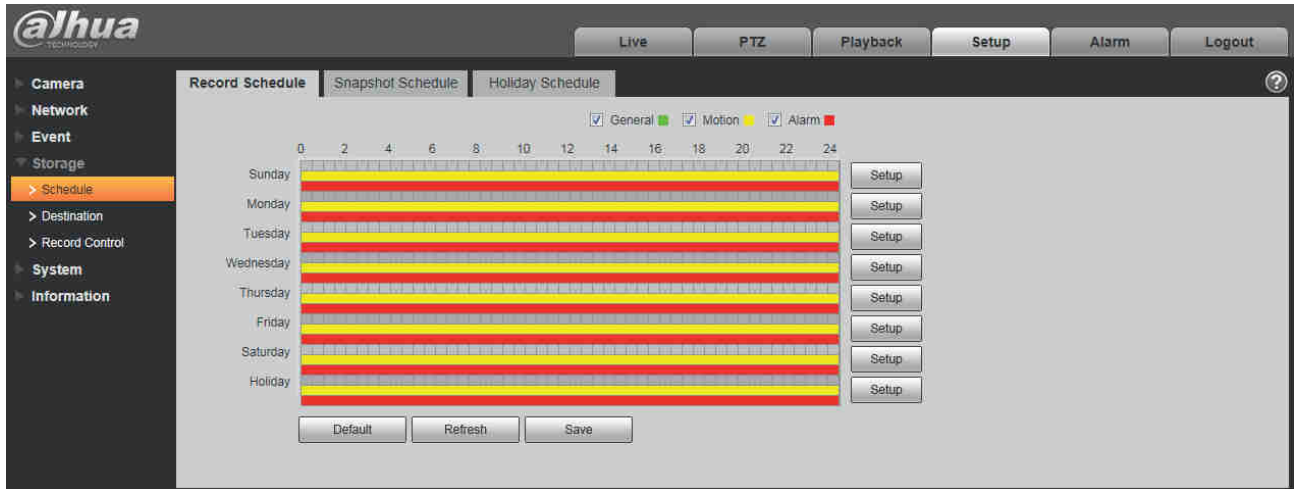 alhua
TECHNOLOGY
Live PTZ Playback Setup Alarm Logout
Camera
Network
Event
Storage
> Schedule
> Destination
> Record Control
System
Information
Record Schedule Snapshot Schedule Holiday Schedule
?
General Motion Alarm
0 2 4 6 8 10 12 14 16 18 20 22 24
Sunday Setup
Monday Setup
Tuesday Setup
Wednesday Setup
Thursday Setup
Friday Setup
Saturday Setup
Holiday Setup
Default Refresh Save